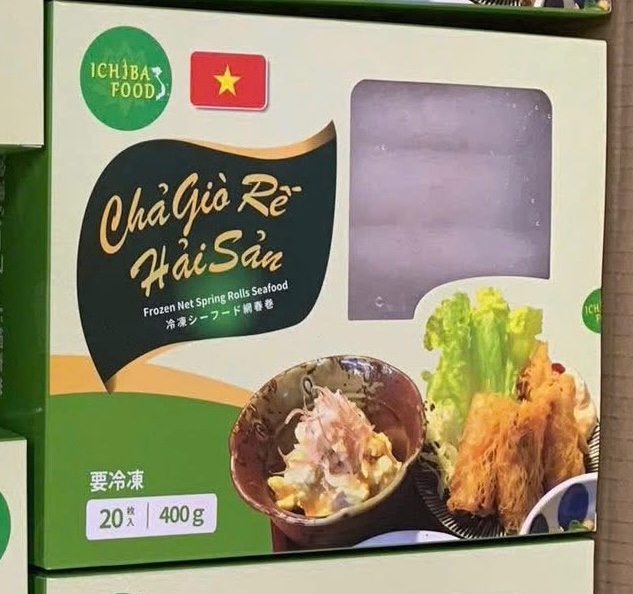 ICHIBA
FOOD
Chả Giò Rế
Hải Sản
Frozen Net Spring Rolls Seafood
冷凍シーフード網春巻
要冷凍
20枚入 | 400g
ICH
F